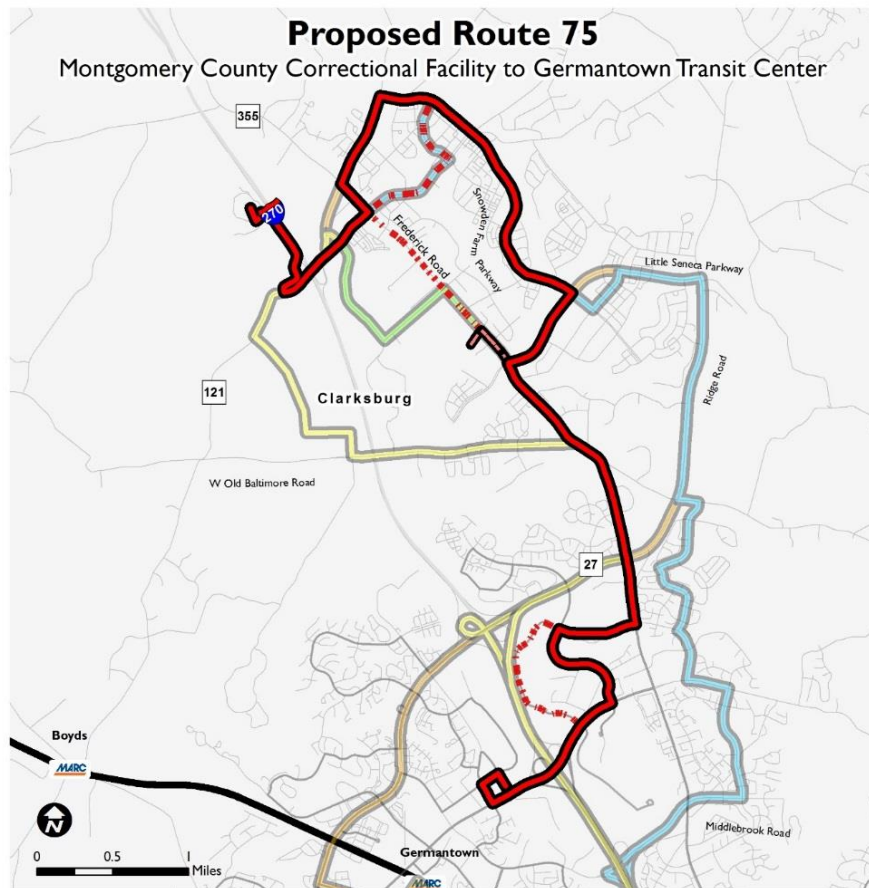 Proposed Route 75
Montgomery County Correctional Facility to Germantown Transit Center
355
270
Snowden Farm
Parkway
Frederick Road
Little Seneca Parkway
121
Clarksburg
Ridge Road
W Old Baltimore Road
27
Boyds
MARC
N
Middlebrook Road
0 0.5 1
Miles
Germantown
MARC